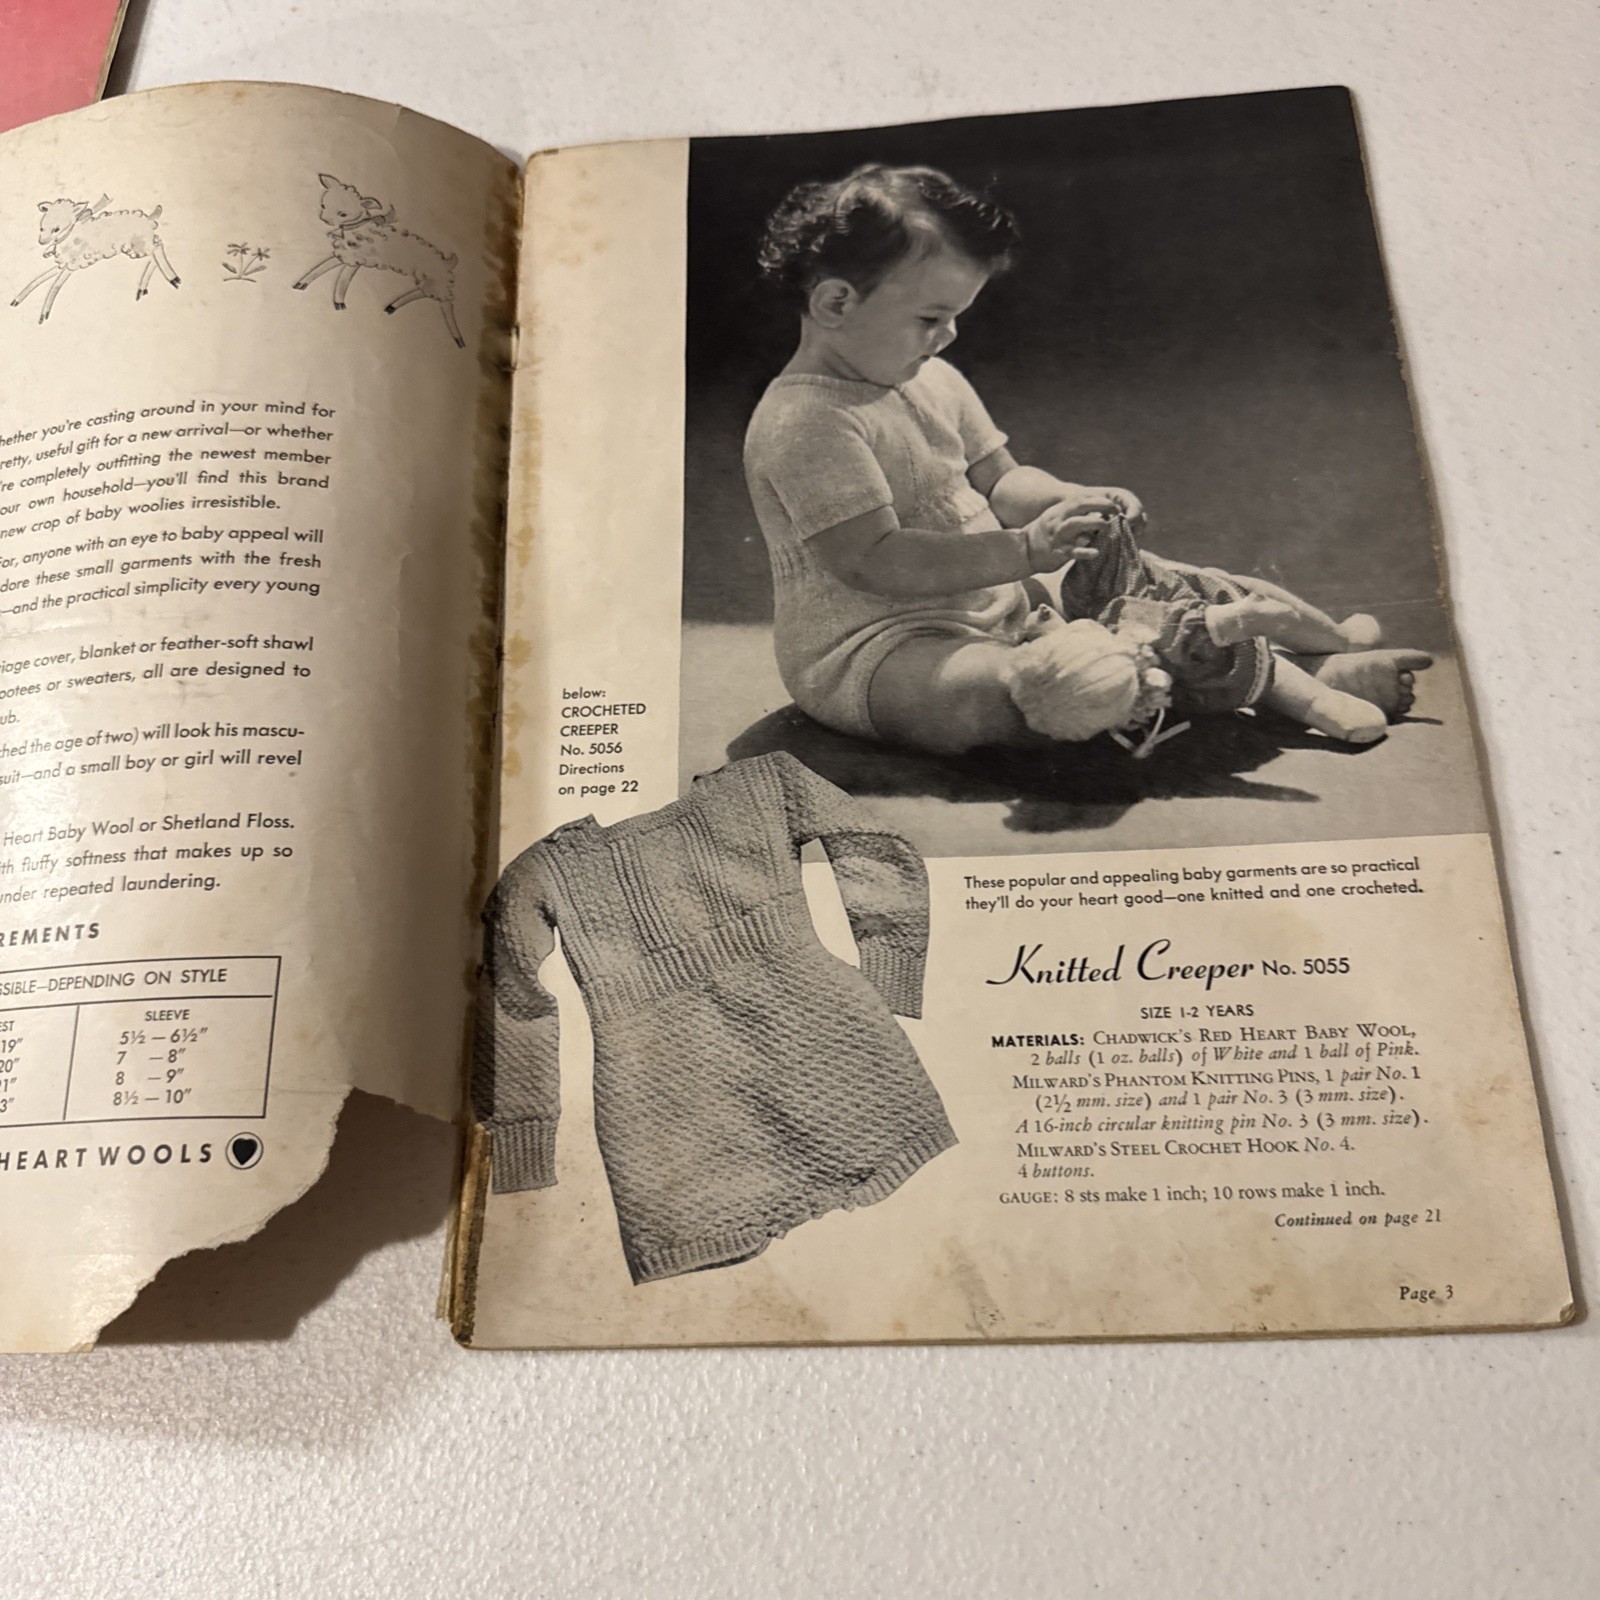 hether you're casting around in your mind for
retty, useful gift for a new arrival—or whether
're completely outfitting the newest member
our own household—you'll find this brand
new crop of baby woolies irresistible.
For, anyone with an eye to baby appeal will
dore these small garments with the fresh
—and the practical simplicity every young
riage cover, blanket or feather-soft shawl
ootees or sweaters, all are designed to
ub.
ched the age of two) will look his mascu-
suit—and a small boy or girl will revel
Heart Baby Wool or Shetland Floss.
ith fluffy softness that makes up so
under repeated laundering.
REMENTS
SSIBLE—DEPENDING ON STYLE
EST SLEEVE
19" 5½ — 6½"
20" 7 — 8"
1" 8 — 9"
3" 8½ — 10"
HEART WOOLS
below:
CROCHETED
CREEPER
No. 5056
Directions
on page 22
These popular and appealing baby garments are so practical
they'll do your heart good—one knitted and one crocheted.
Knitted Creeper No. 5055
SIZE 1-2 YEARS
MATERIALS: CHADWICK'S RED HEART BABY WOOL,
2 balls (1 oz. balls) of White and 1 ball of Pink.
MILWARD'S PHANTOM KNITTING PINS, 1 pair No. 1
(2½ mm. size) and 1 pair No. 3 (3 mm. size).
A 16-inch circular knitting pin No. 3 (3 mm. size).
MILWARD'S STEEL CROCHET HOOK No. 4.
4 buttons.
GAUGE: 8 sts make 1 inch; 10 rows make 1 inch.
Continued on page 21
Page 3